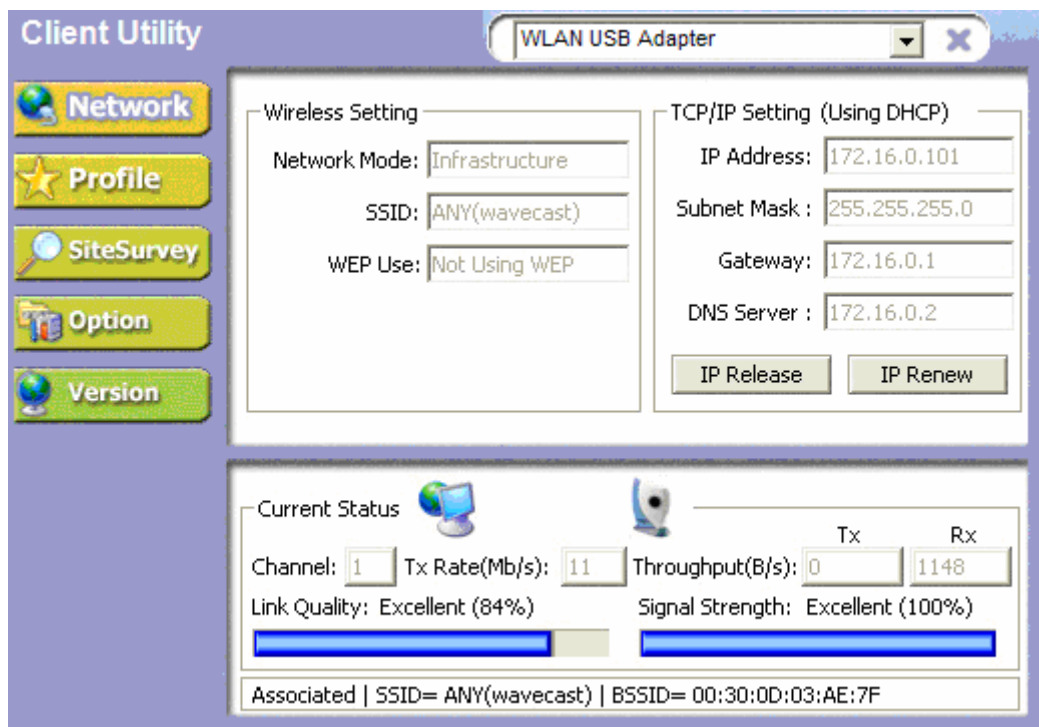 Client Utility
WLAN USB Adapter
Network
Profile
SiteSurvey
Option
Version
Wireless Setting
Network Mode: Infrastructure
SSID: ANY(wavecast)
WEP Use: Not Using WEP
TCP/IP Setting (Using DHCP)
IP Address: 172.16.0.101
Subnet Mask : 255.255.255.0
Gateway: 172.16.0.1
DNS Server : 172.16.0.2
IP Release IP Renew
Current Status
Tx Rx
Channel: 1 Tx Rate(Mb/s): 11 Throughput(B/s): 0 1148
Link Quality: Excellent (84%) Signal Strength: Excellent (100%)
Associated | SSID= ANY(wavecast) | BSSID= 00:30:0D:03:AE:7F